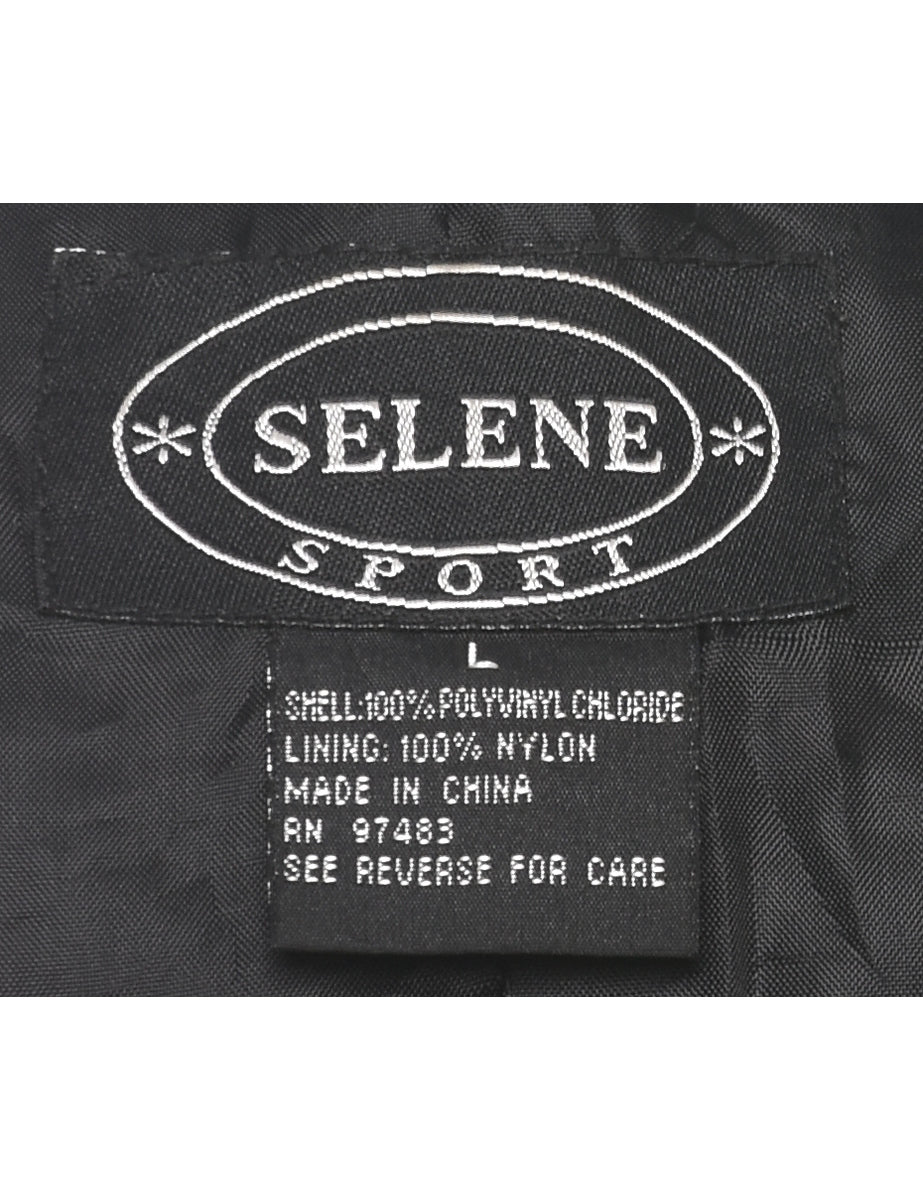 SELENE
SPORT
L
SHELL:100% POLYVINYL CHLORIDE
LINING: 100% NYLON
MADE IN CHINA
RN 97483
SEE REVERSE FOR CARE